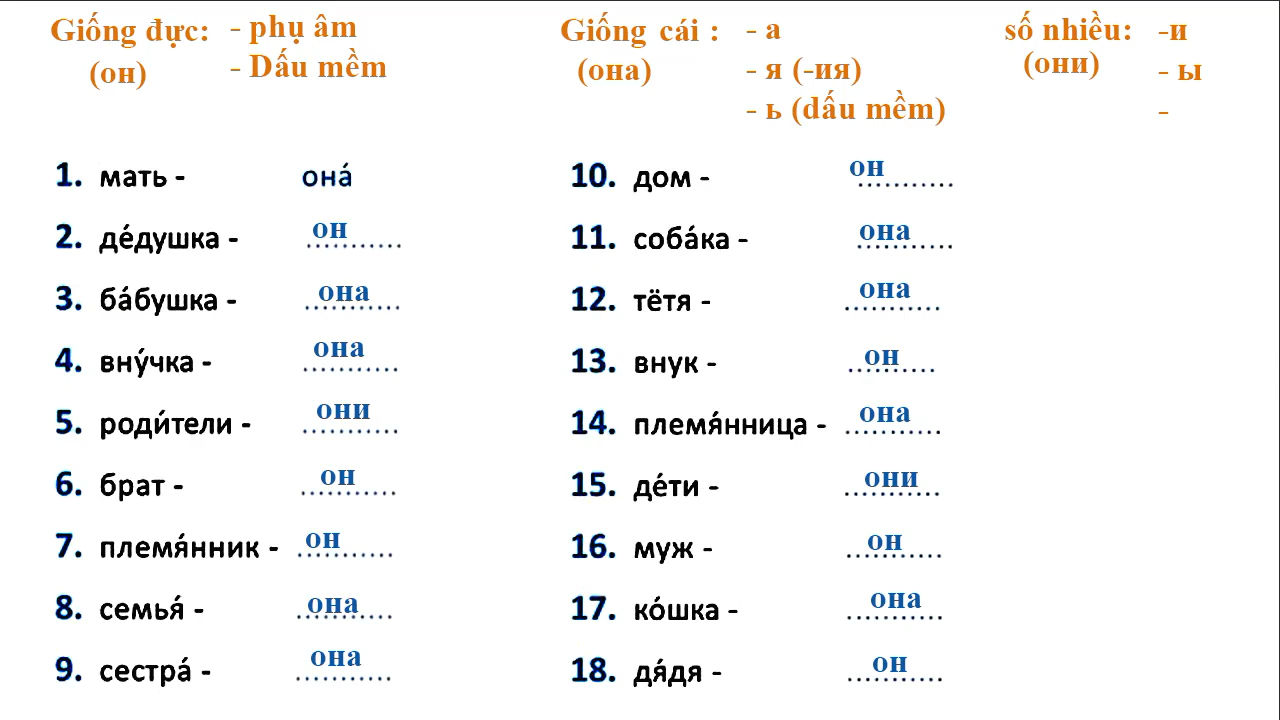 Giống đực: - phụ âm
(он) - Dấu mềm
Giống cái : - а
(она) - я (-ия)
- ь (dấu mềm)
số nhiều: -и
(они) - ы
-
1. мать - она́
2. де́душка - он
3. ба́бушка - она
4. вну́чка - она
5. роди́тели - они
6. брат - он
7. племя́нник - он
8. семья́ - она
9. сестра́ - она
10. дом - он
11. соба́ка - она
12. тётя - она
13. внук - он
14. племя́нница - она
15. де́ти - они
16. муж - он
17. ко́шка - она
18. дя́дя - он